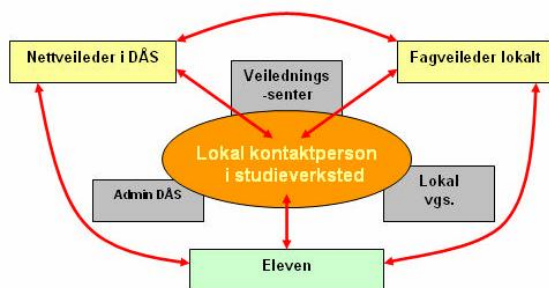 Nettveileder i DÅS
Fagveileder lokalt
Veilednings
-senter
Lokal kontaktperson
i studieverksted
Admin DÅS
Lokal
vgs.
Eleven